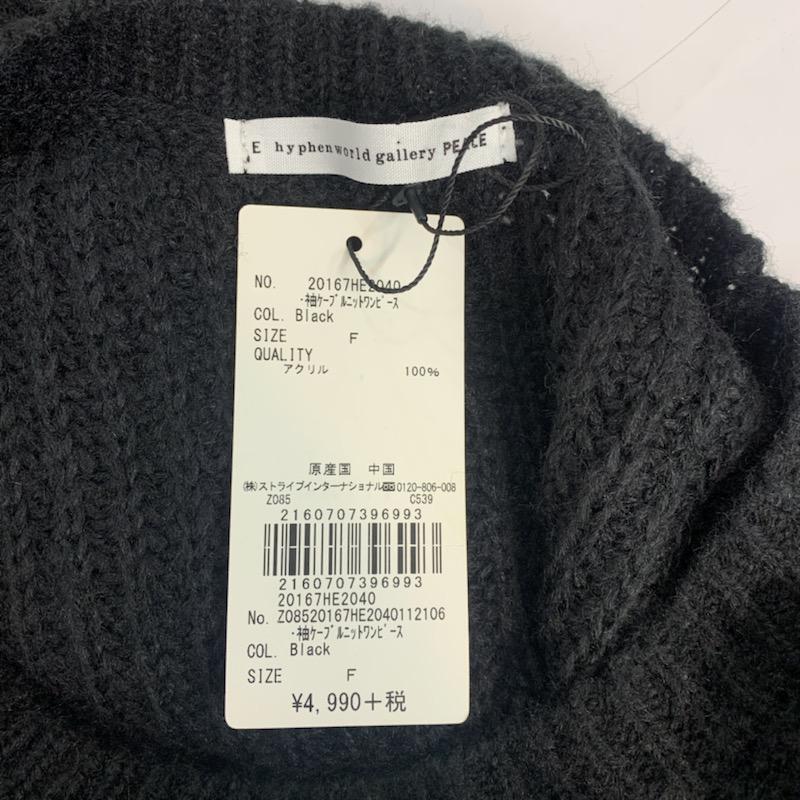 E hyphenworld gallery PEACE
NO. 20167HE2040
・袖ケーブルニットワンピース
COL. Black
SIZE F
QUALITY
アクリル 100%
原産国 中国
(株)ストライプインターナショナル 0120-806-008
Z085 C539
2160707396993
2160707396993
20167HE2040
No. Z08520167HE2040112106
・袖ケーブルニットワンピース
COL. Black
SIZE F
¥4,990+税